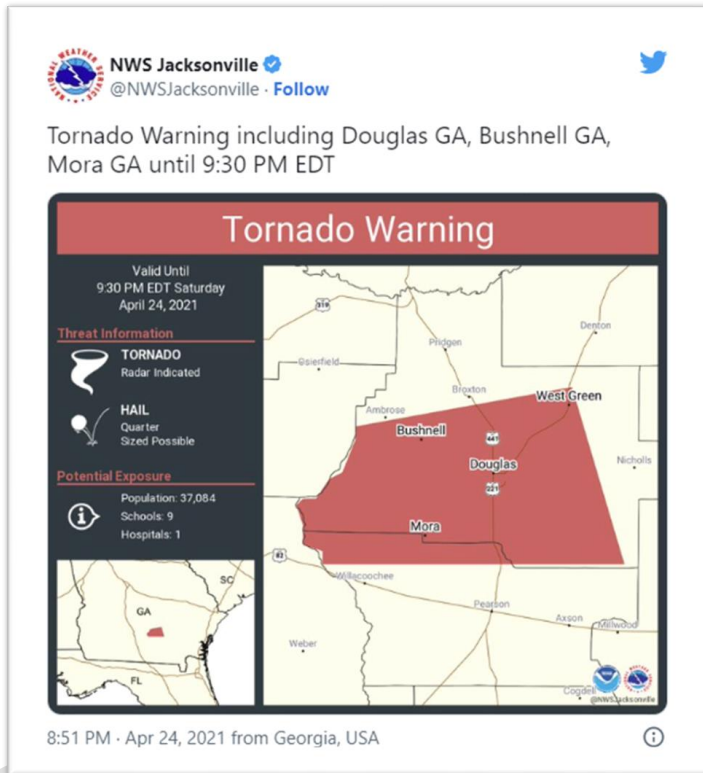 NWS Jacksonville
@NWSJacksonville · Follow
Tornado Warning including Douglas GA, Bushnell GA,
Mora GA until 9:30 PM EDT
Tornado Warning
Valid Until
9:30 PM EDT Saturday
April 24, 2021
Threat Information
TORNADO
Radar Indicated
HAIL
Quarter
Sized Possible
Potential Exposure
Population: 37,084
Schools: 9
Hospitals: 1
SC
GA
FL
319
Denton
Pridgen
Osierfield
Broxton
West Green
Ambrose
Bushnell
441
Douglas
Nicholls
221
Mora
82
Willacoochee
Pearson
Axson
Millwood
Weber
Cogdell
@NWSJacksonville
8:51 PM · Apr 24, 2021 from Georgia, USA